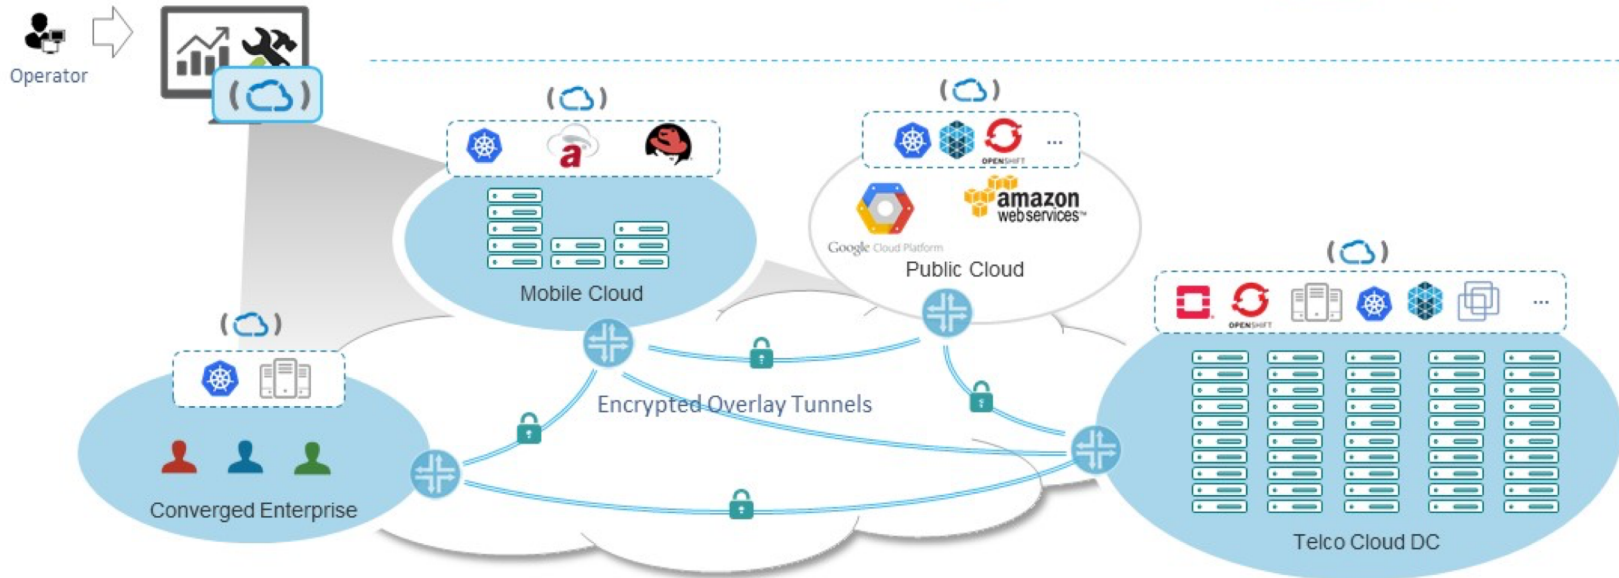 Operator
OPENSHIFT
...
amazon
webservices™
Google Cloud Platform
Public Cloud
a
Mobile Cloud
OPENSHIFT
...
Encrypted Overlay Tunnels
Converged Enterprise
Telco Cloud DC